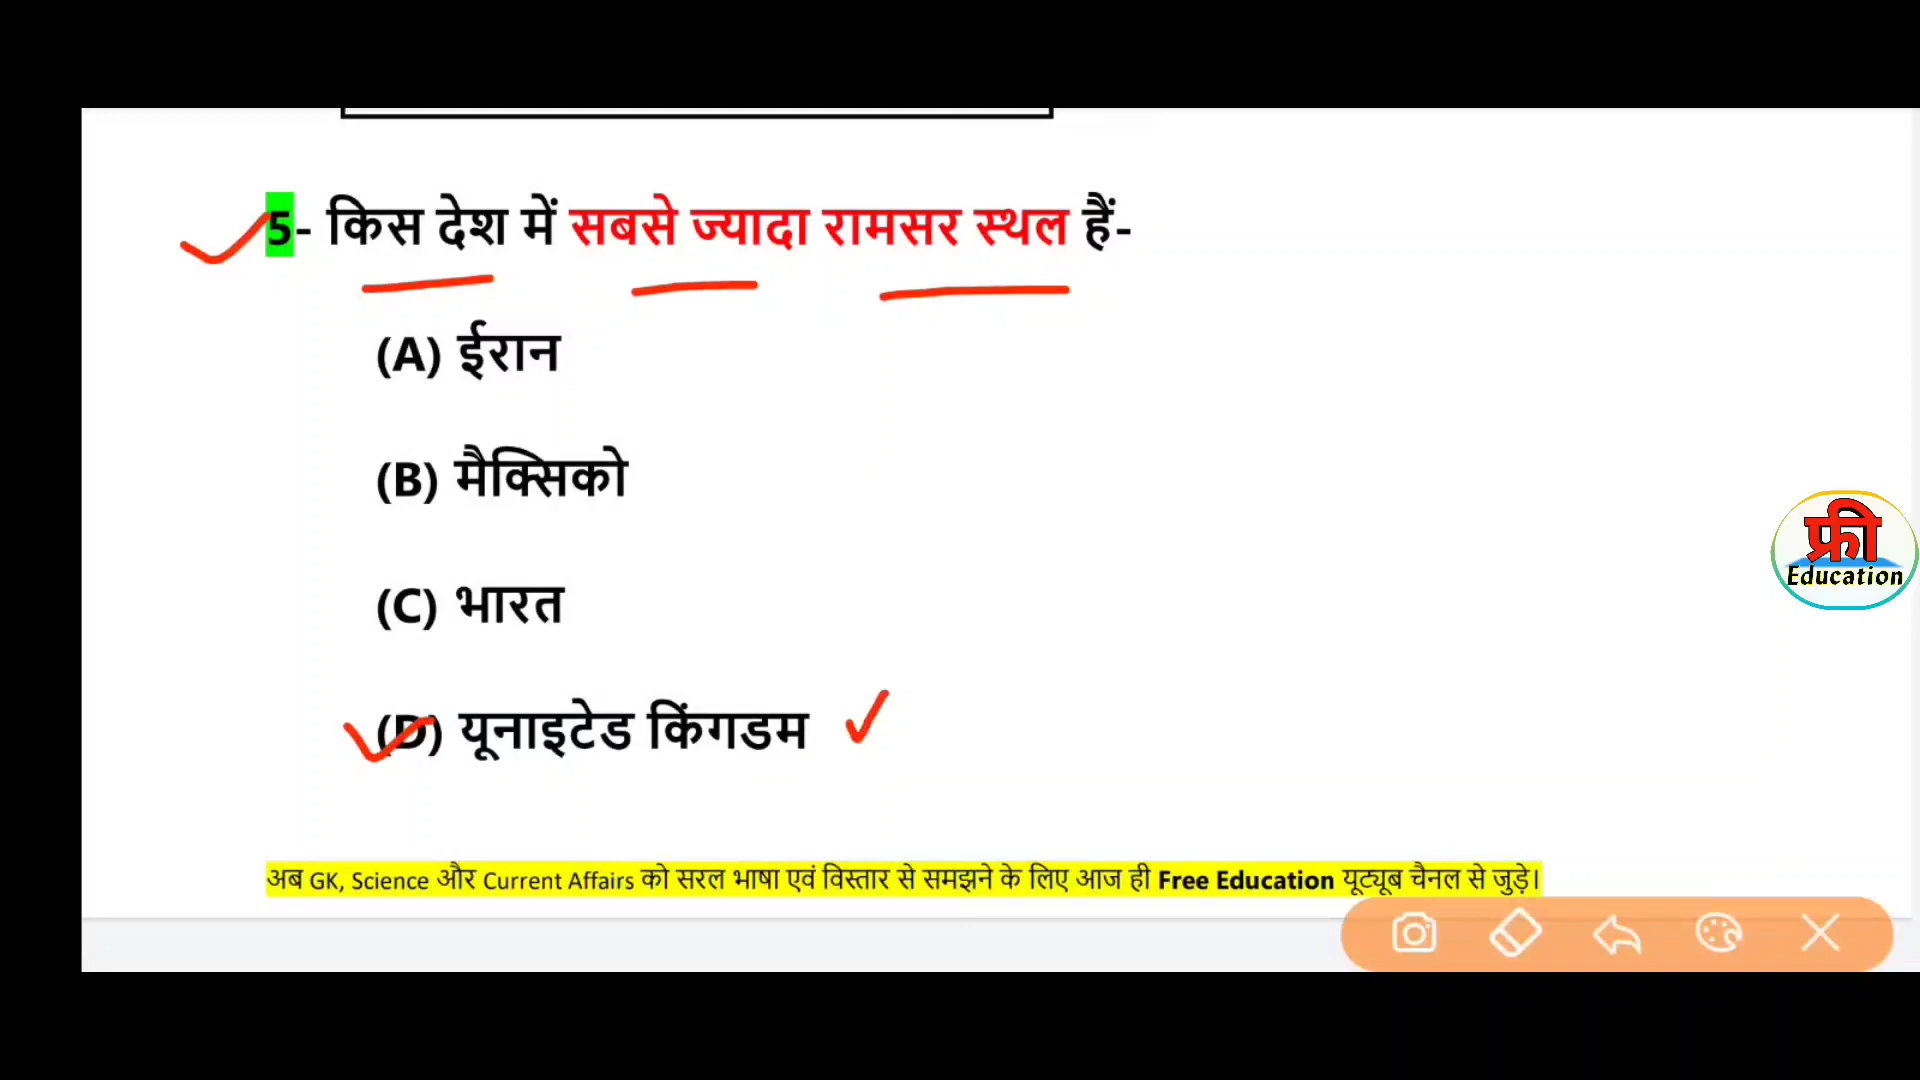 5- किस देश में सबसे ज्यादा रामसर स्थल हैं-
(A) ईरान
(B) मैक्सिको
(C) भारत
(D) यूनाइटेड किंगडम
फ्री
Education
अब GK, Science और Current Affairs को सरल भाषा एवं विस्तार से समझने के लिए आज ही Free Education यूट्यूब चैनल से जुड़े।